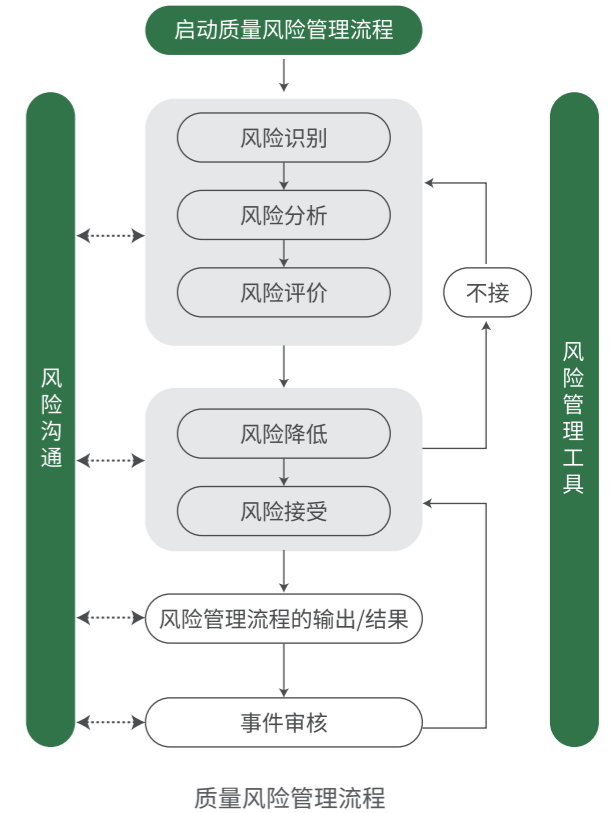 启动质量风险管理流程
风险识别
风险分析
风险评价
不接
风险沟通
风险管理工具
风险降低
风险接受
风险管理流程的输出/结果
事件审核
质量风险管理流程